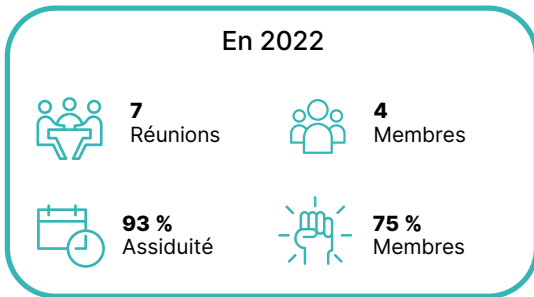 En 2022
7
Réunions
4
Membres
93 %
Assiduité
75 %
Membres